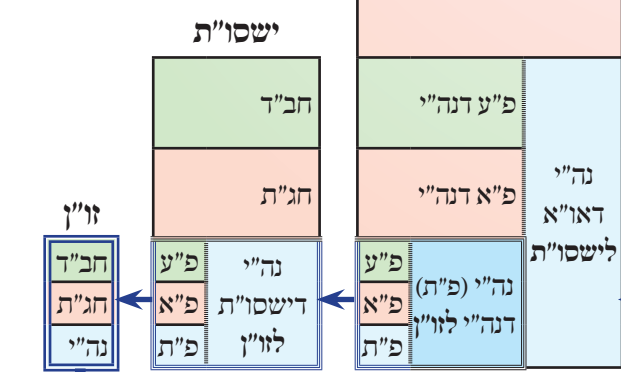 ישסו״ת
זו״ן
פ״ע דנה״י
פ״א דנה״י
נה״י
דאו״א
לישסו״ת
נה״י (פ״ת)
דנה״י לזו״ן
פ״ע
פ״א
פ״ת
חב״ד
חג״ת
נה״י
דישסו״ת
לזו״ן
פ״ע
פ״א
פ״ת
חב״ד
חג״ת
נה״י